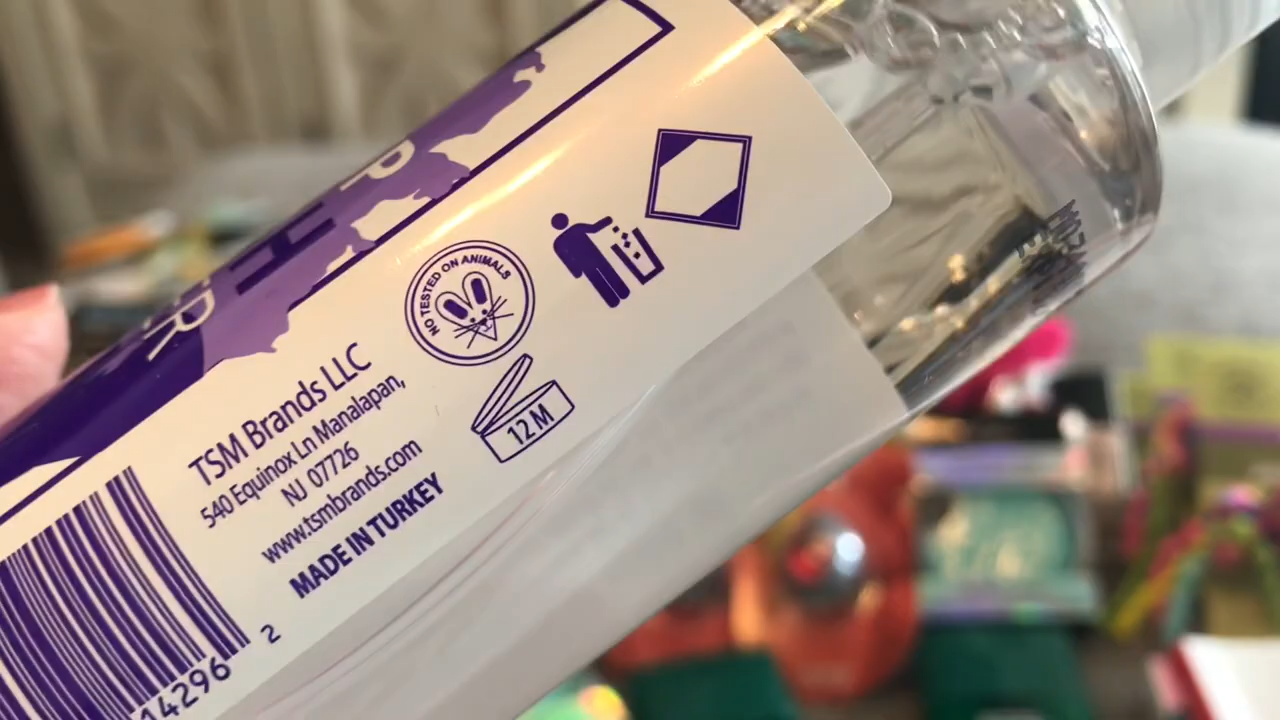 NO TESTED ON ANIMALS
12 M
TSM Brands LLC
540 Equinox Ln Manalapan,
NJ 07726
www.tsmbrands.com
MADE IN TURKEY
14296 2